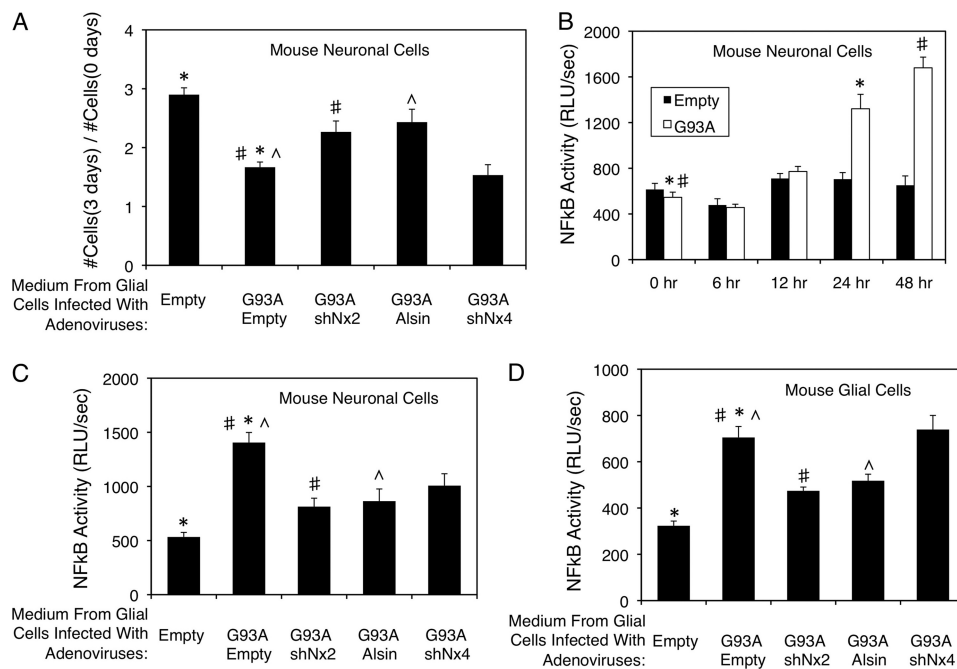 A
4
3
2
1
0
#Cells(3 days) / #Cells(0 days)
Mouse Neuronal Cells
*
# * ^
#
^
Medium From Glial
Cells Infected With
Adenoviruses:
Empty
G93A
Empty
G93A
shNx2
G93A
Alsin
G93A
shNx4
B
2000
1600
1200
800
400
0
NFkB Activity (RLU/sec)
Mouse Neuronal Cells
Empty
G93A
*#
*
#
0 hr 6 hr 12 hr 24 hr 48 hr
C
2000
1500
1000
500
0
NFkB Activity (RLU/sec)
Mouse Neuronal Cells
*
# * ^
#
^
Medium From Glial
Cells Infected With
Adenoviruses:
Empty
G93A
Empty
G93A
shNx2
G93A
Alsin
G93A
shNx4
D
1000
800
600
400
200
0
NFkB Activity (RLU/sec)
Mouse Glial Cells
*
# * ^
#
^
Medium From Glial
Cells Infected With
Adenoviruses:
Empty
G93A
Empty
G93A
shNx2
G93A
Alsin
G93A
shNx4